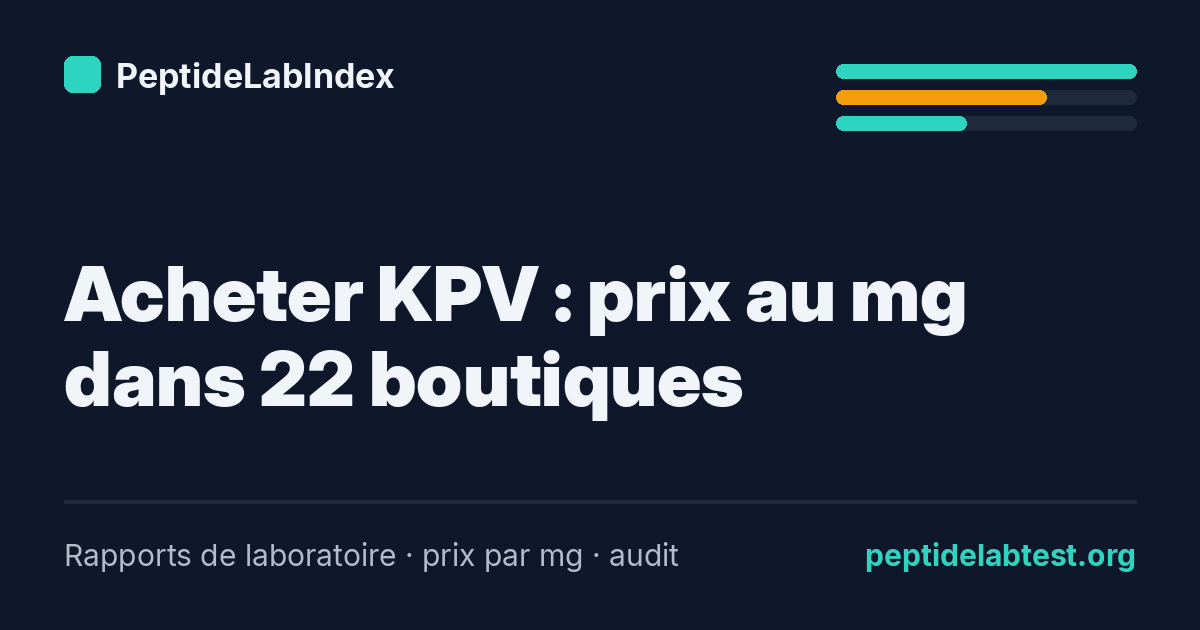 PeptideLabIndex
Acheter KPV : prix au mg
dans 22 boutiques
Rapports de laboratoire · prix par mg · audit
peptidelabtest.org